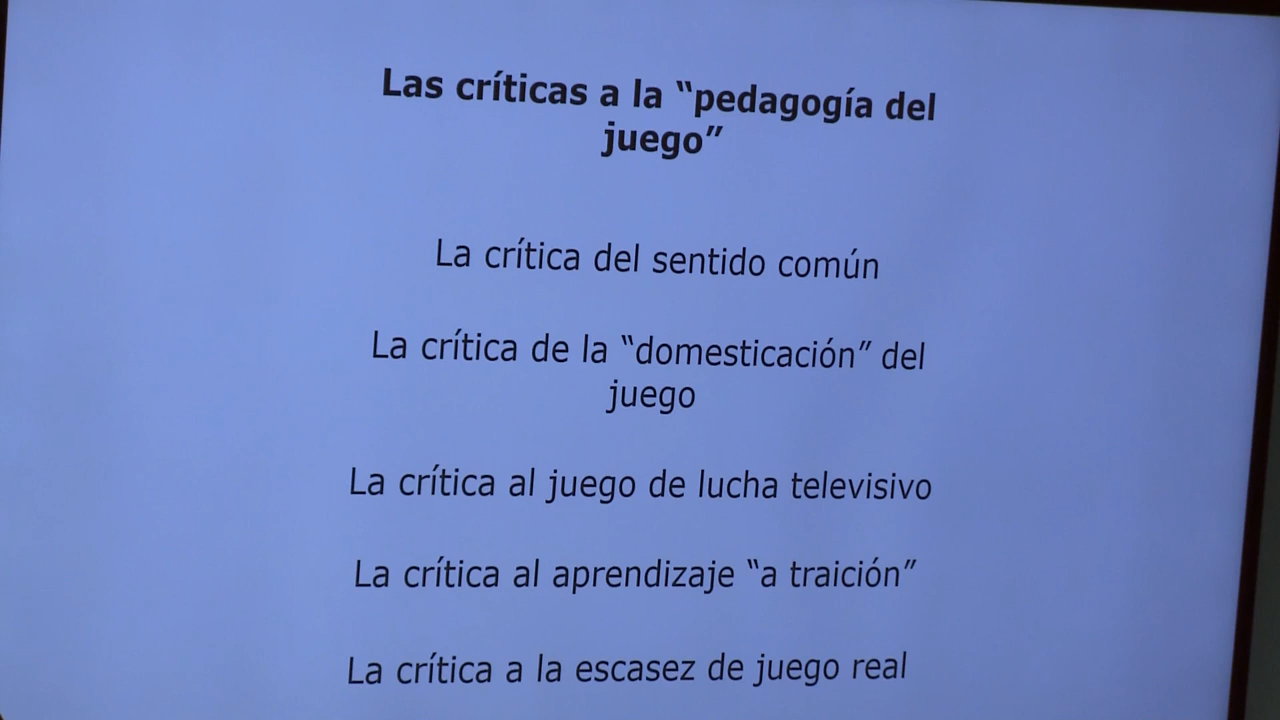 Las críticas a la “pedagogía del
juego”
La crítica del sentido común
La crítica de la “domesticación” del
juego
La crítica al juego de lucha televisivo
La crítica al aprendizaje “a traición”
La crítica a la escasez de juego real